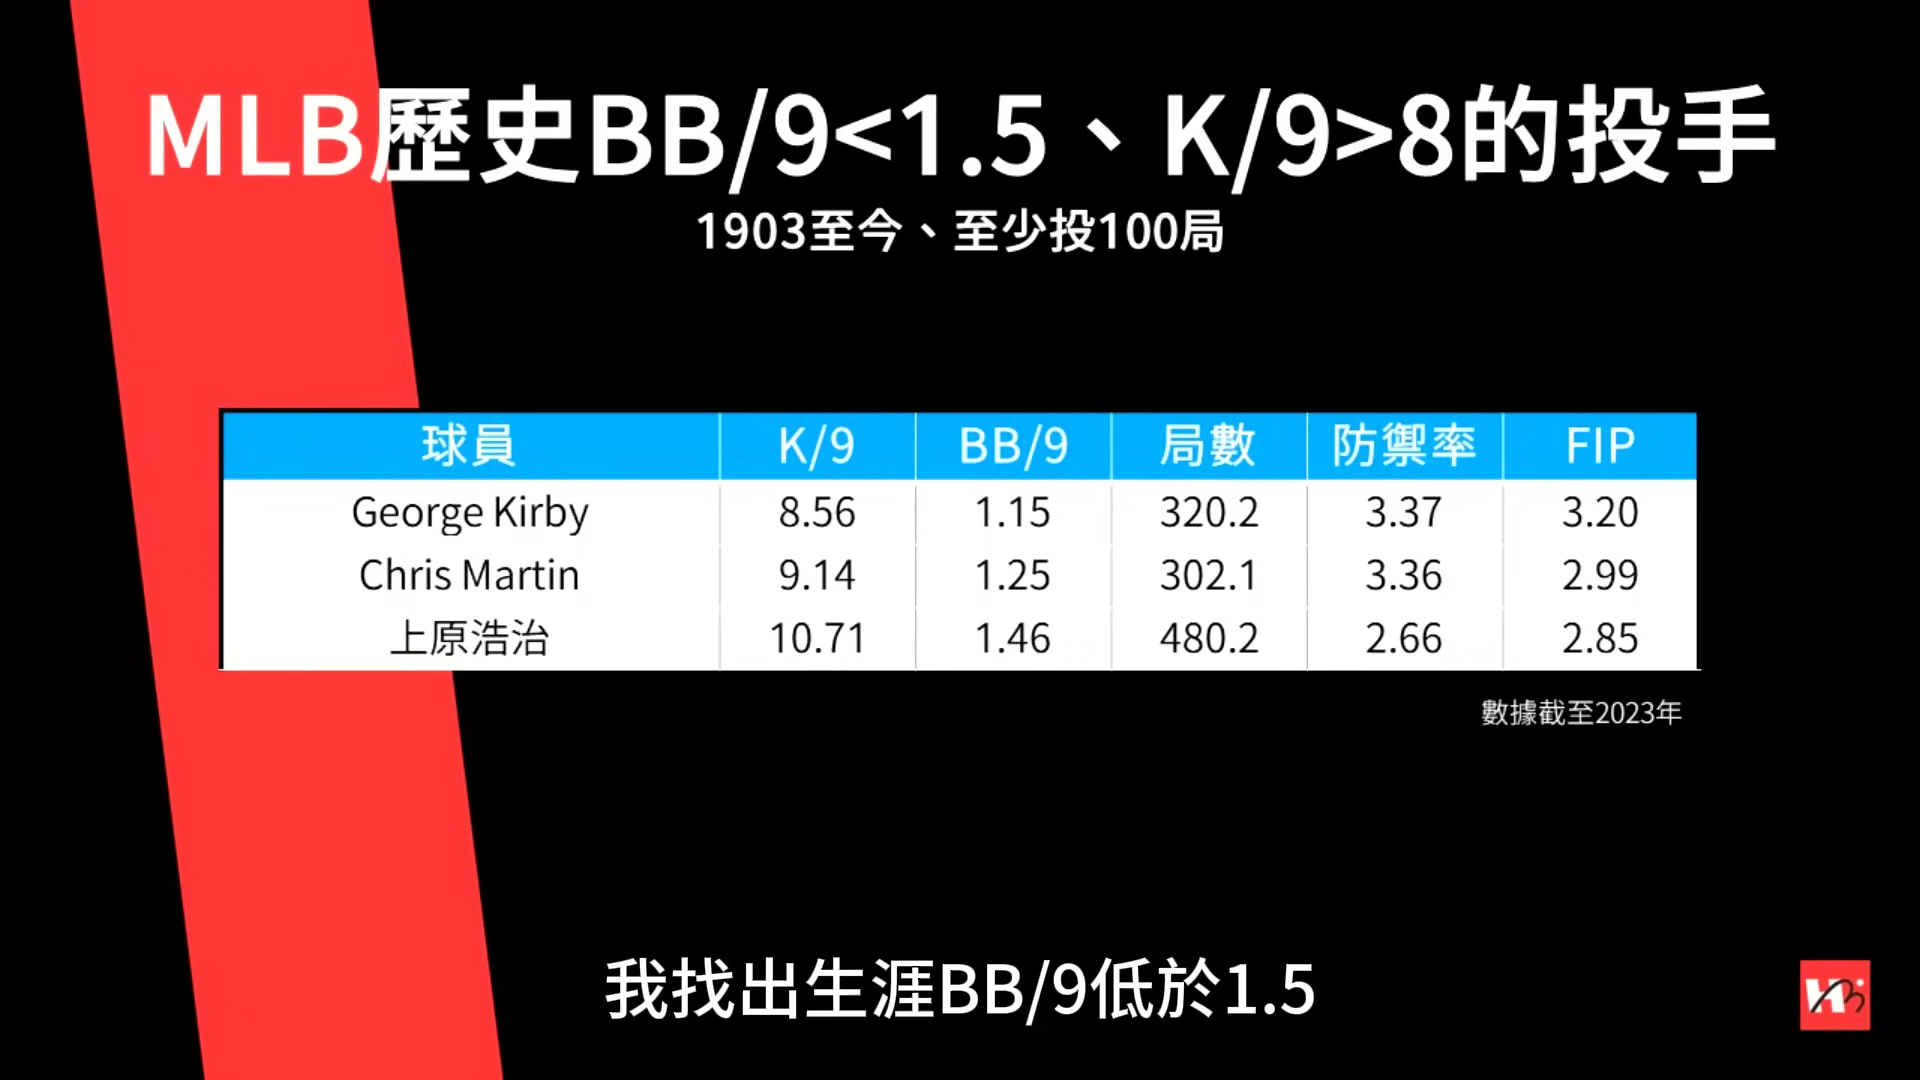 MLB歷史BB/9<1.5、K/9>8的投手
1903至今、至少投100局
球員 K/9 BB/9 局數 防禦率 FIP
George Kirby 8.56 1.15 320.2 3.37 3.20
Chris Martin 9.14 1.25 302.1 3.36 2.99
上原浩治 10.71 1.46 480.2 2.66 2.85
數據截至2023年
我找出生涯BB/9低於1.5